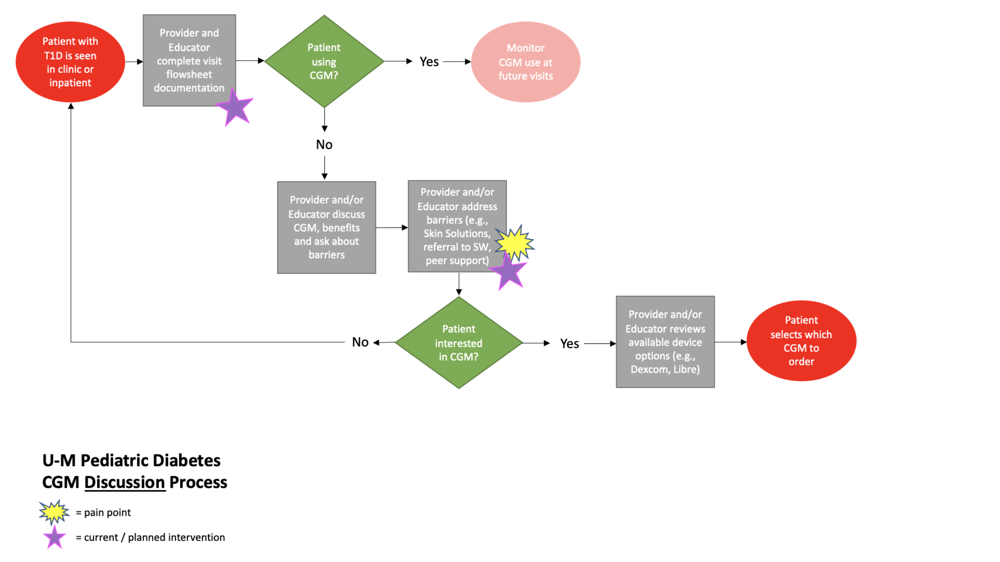 Patient with
T1D is seen
in clinic or
inpatient
Provider and
Educator
complete visit
flowsheet
documentation
Patient
using
CGM?
Yes
Monitor
CGM use at
future visits
No
Provider and/or
Educator discuss
CGM, benefits
and ask about
barriers
Provider and/or
Educator address
barriers (e.g.,
Skin Solutions,
referral to SW,
peer support)
Patient
interested
in CGM?
No
Yes
Provider and/or
Educator reviews
available device
options (e.g.,
Dexcom, Libre)
Patient
selects which
CGM to
order
U-M Pediatric Diabetes
CGM Discussion Process
= pain point
= current / planned intervention